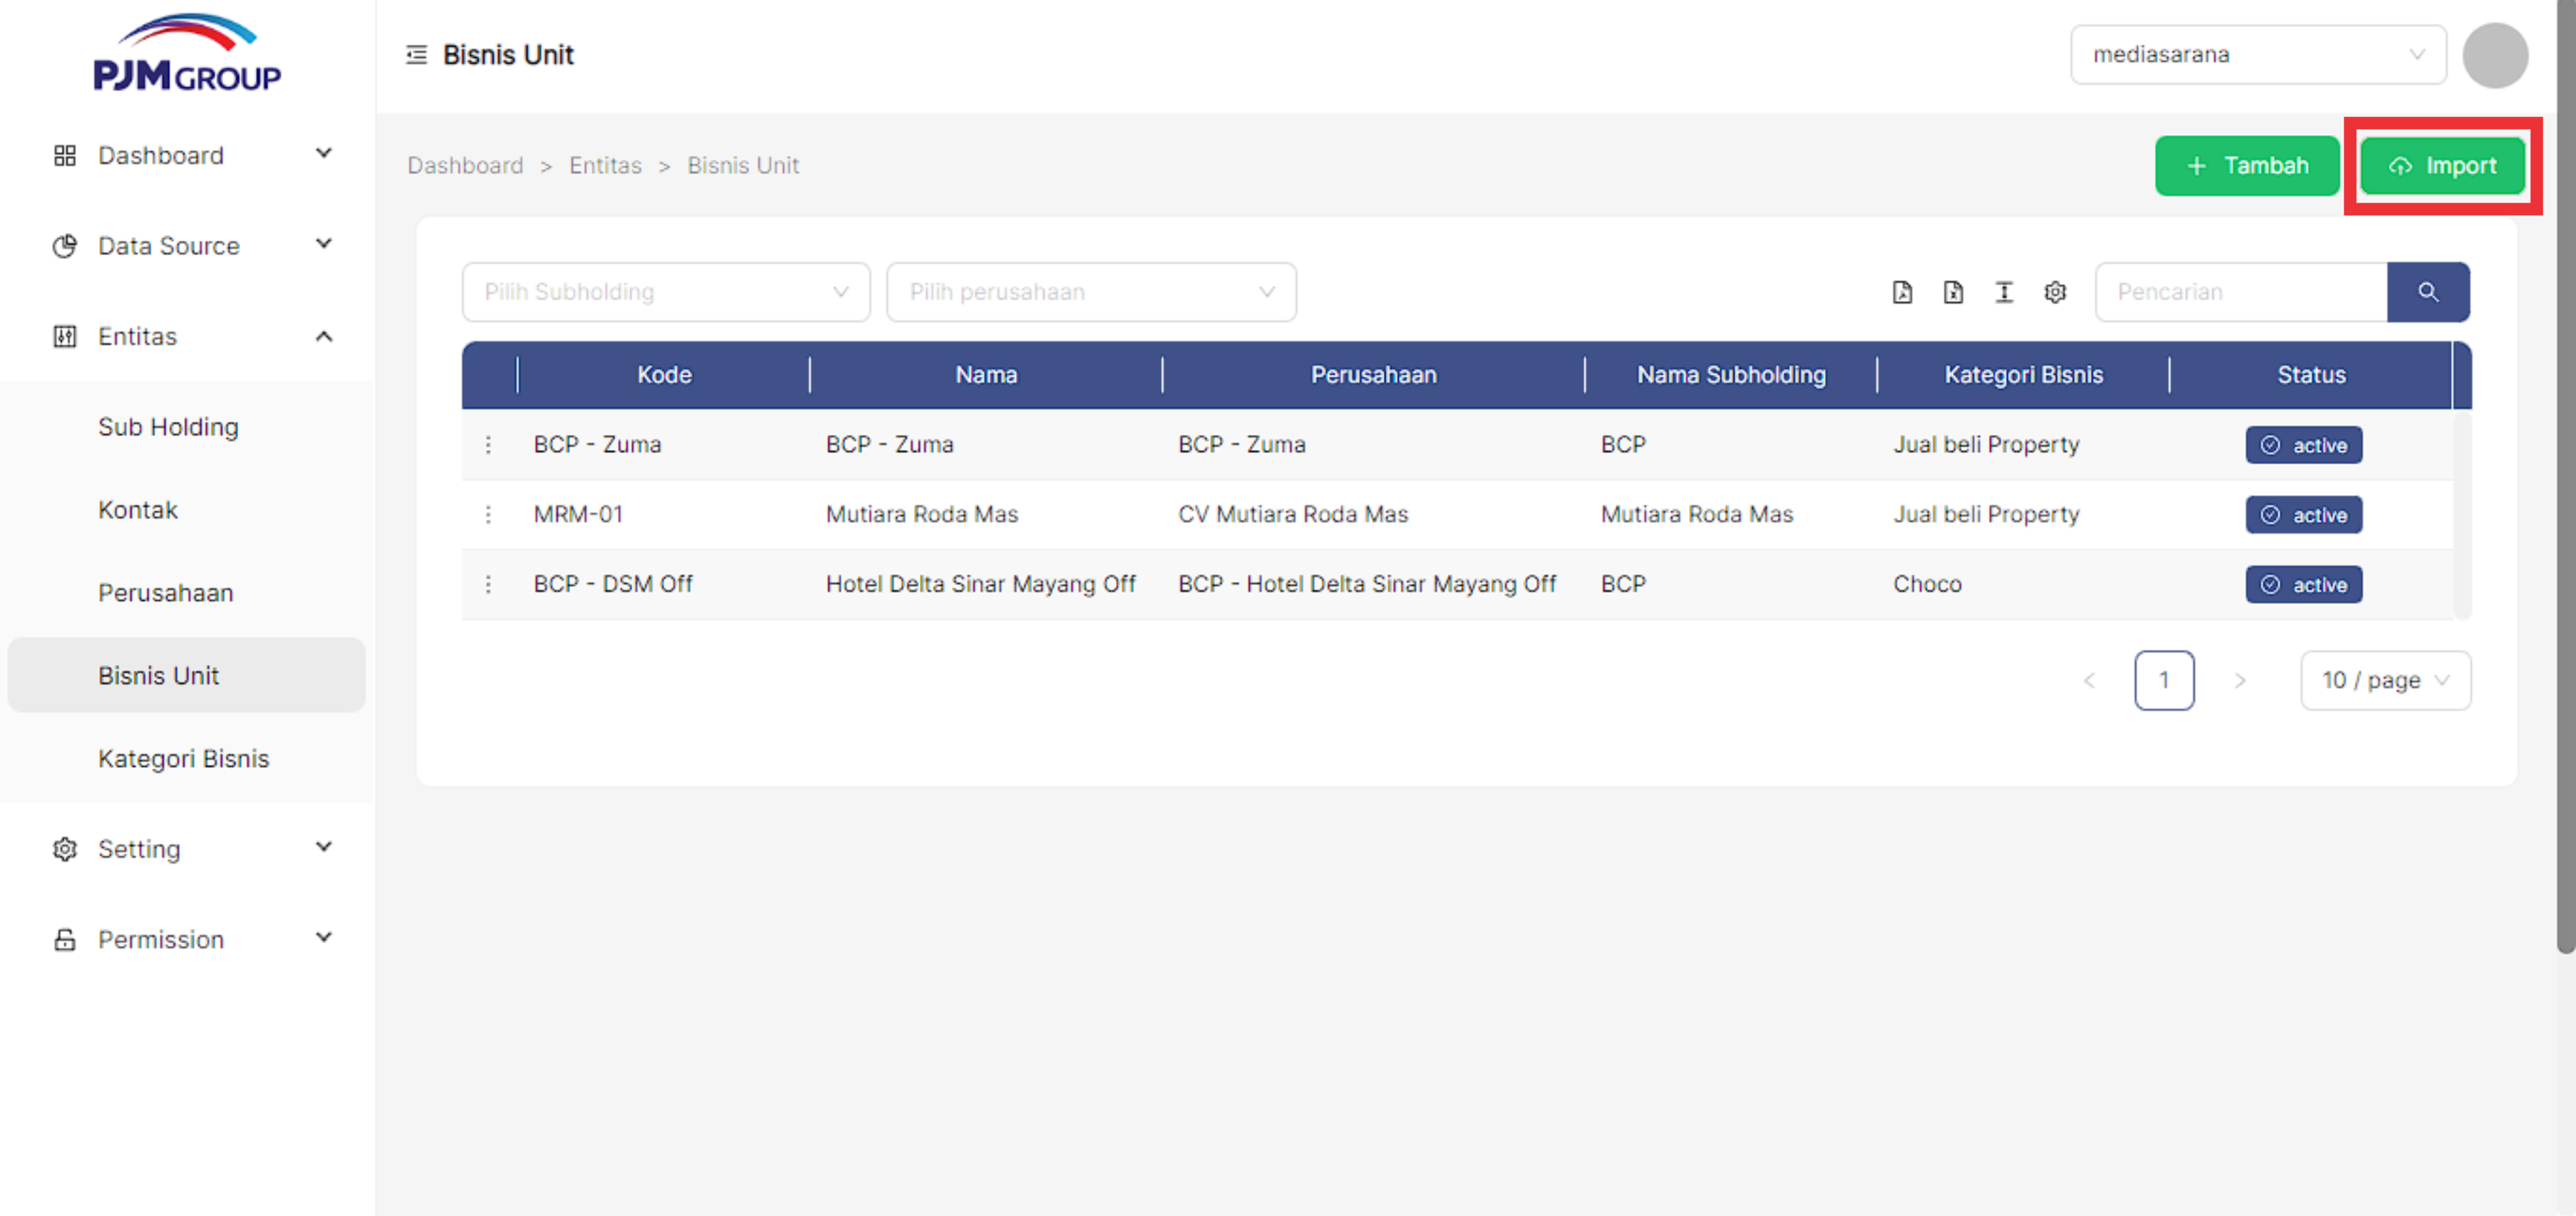 PJM GROUP
Bisnis Unit
mediasarana
Dashboard
Data Source
Entitas
Sub Holding
Kontak
Perusahaan
Bisnis Unit
Kategori Bisnis
Setting
Permission
Dashboard > Entitas > Bisnis Unit
+ Tambah
Import
Pilih Subholding
Pilih perusahaan
Pencarian
Kode Nama Perusahaan Nama Subholding Kategori Bisnis Status
BCP - Zuma BCP - Zuma BCP - Zuma BCP Jual beli Property active
MRM-01 Mutiara Roda Mas CV Mutiara Roda Mas Mutiara Roda Mas Jual beli Property active
BCP - DSM Off Hotel Delta Sinar Mayang Off BCP - Hotel Delta Sinar Mayang Off BCP Choco active
< 1 > 10 / page